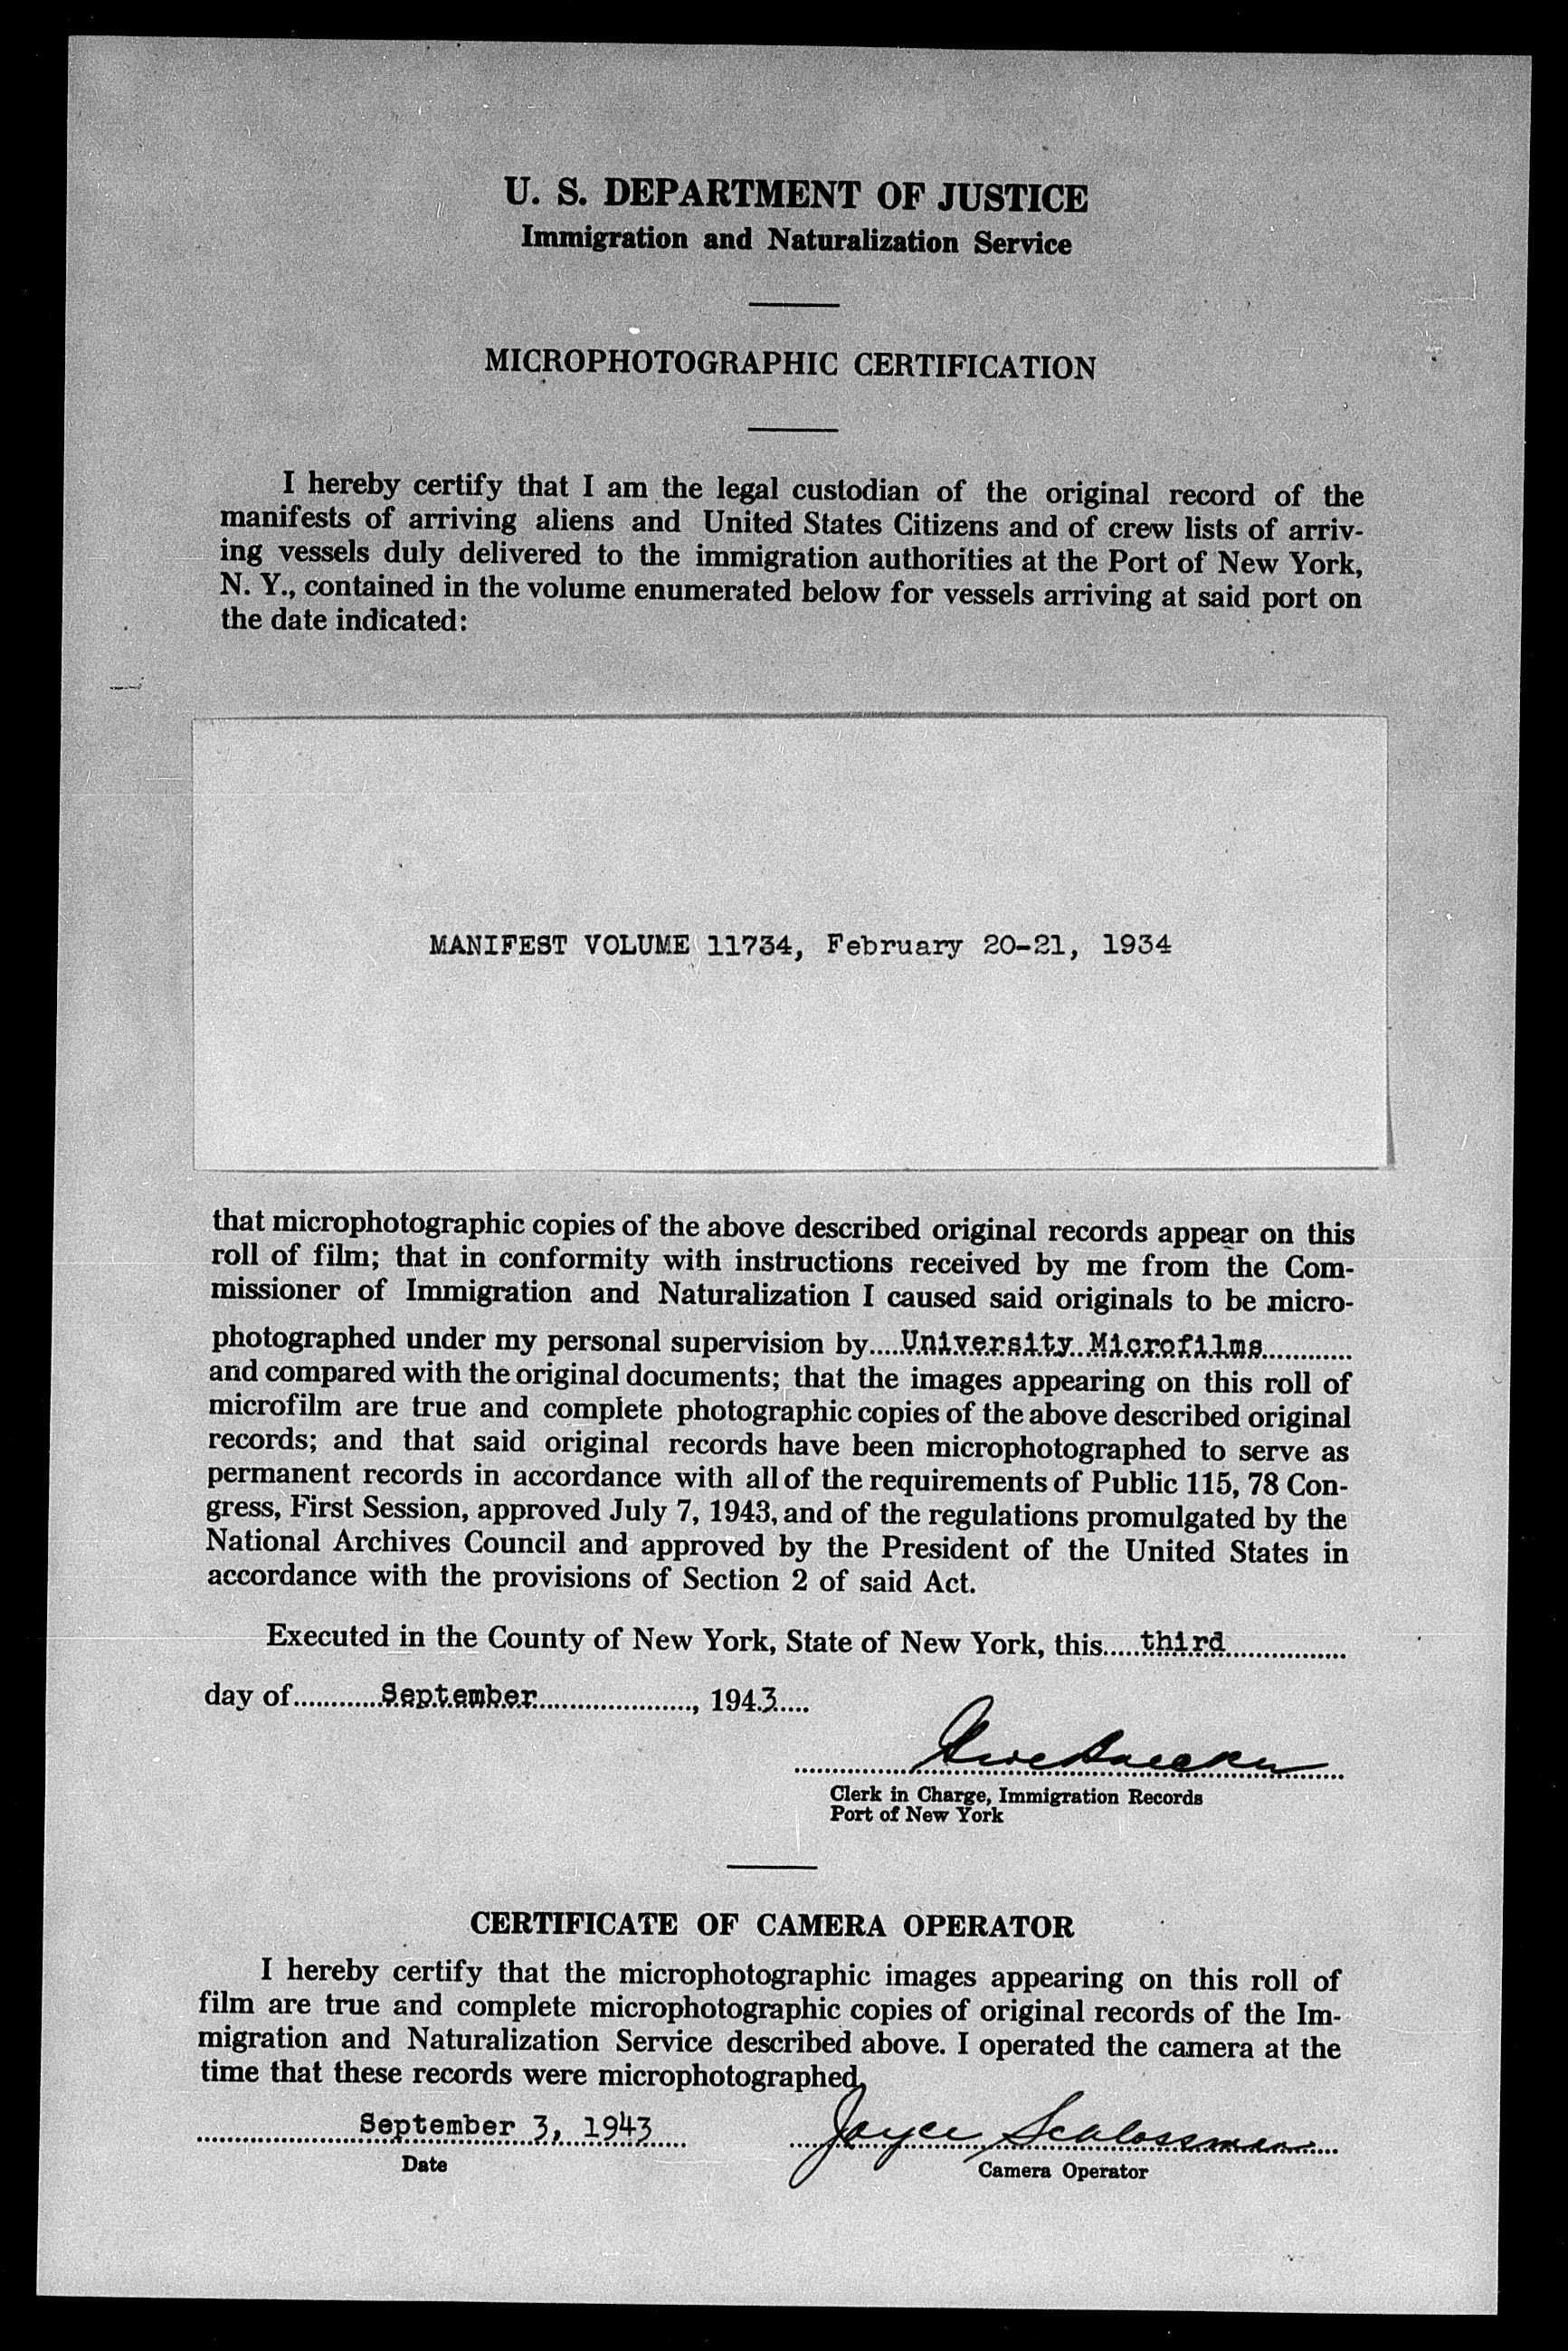 U. S. DEPARTMENT OF JUSTICE
Immigration and Naturalization Service
MICROPHOTOGRAPHIC CERTIFICATION
I hereby certify that I am the legal custodian of the original record of the
manifests of arriving aliens and United States Citizens and of crew lists of arriv-
ing vessels duly delivered to the immigration authorities at the Port of New York,
N. Y., contained in the volume enumerated below for vessels arriving at said port on
the date indicated:
MANIFEST VOLUME 11734, February 20-21, 1934
that microphotographic copies of the above described original records appear on this
roll of film; that in conformity with instructions received by me from the Com-
missioner of Immigration and Naturalization I caused said originals to be micro-
photographed under my personal supervision by.....University Microfilms............
and compared with the original documents; that the images appearing on this roll of
microfilm are true and complete photographic copies of the above described original
records; and that said original records have been microphotographed to serve as
permanent records in accordance with all of the requirements of Public 115, 78 Con-
gress, First Session, approved July 7, 1943, and of the regulations promulgated by the
National Archives Council and approved by the President of the United States in
accordance with the provisions of Section 2 of said Act.
Executed in the County of New York, State of New York, this.....third.................
day of...........September......................, 1943.....
Clerk in Charge, Immigration Records
Port of New York
CERTIFICATE OF CAMERA OPERATOR
I hereby certify that the microphotographic images appearing on this roll of
film are true and complete microphotographic copies of original records of the Im-
migration and Naturalization Service described above. I operated the camera at the
time that these records were microphotographed.
September 3, 1943
Joyce Schlossman
Date
Camera Operator